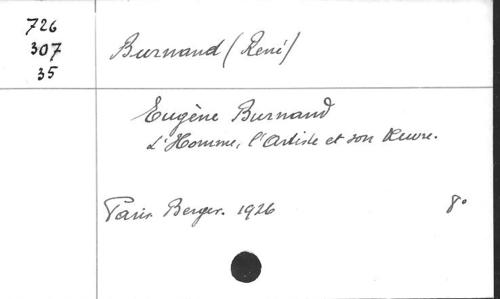 726
307
35
Burnand (René)
Eugène Burnand
L'Homme, l'Artiste et son Œuvre.
Paris. Berger. 1926 8°